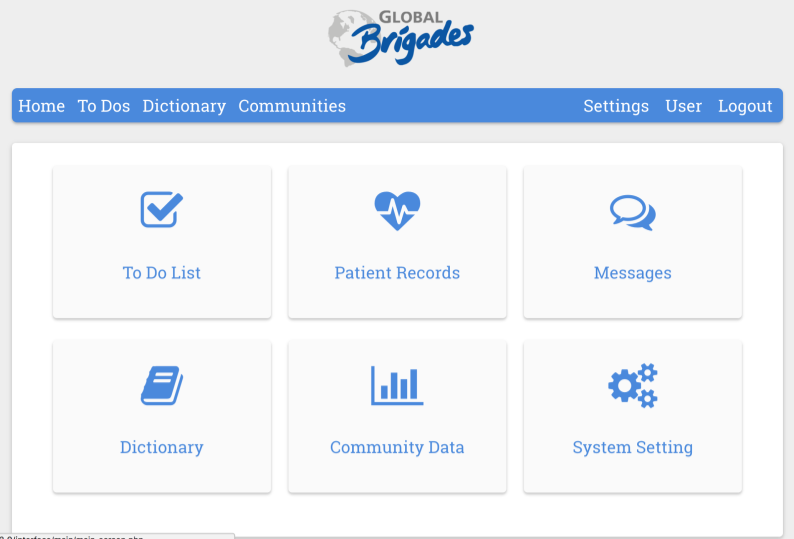 GLOBAL
Brigades
Home To Dos Dictionary Communities Settings User Logout
To Do List Patient Records Messages
Dictionary Community Data System Setting